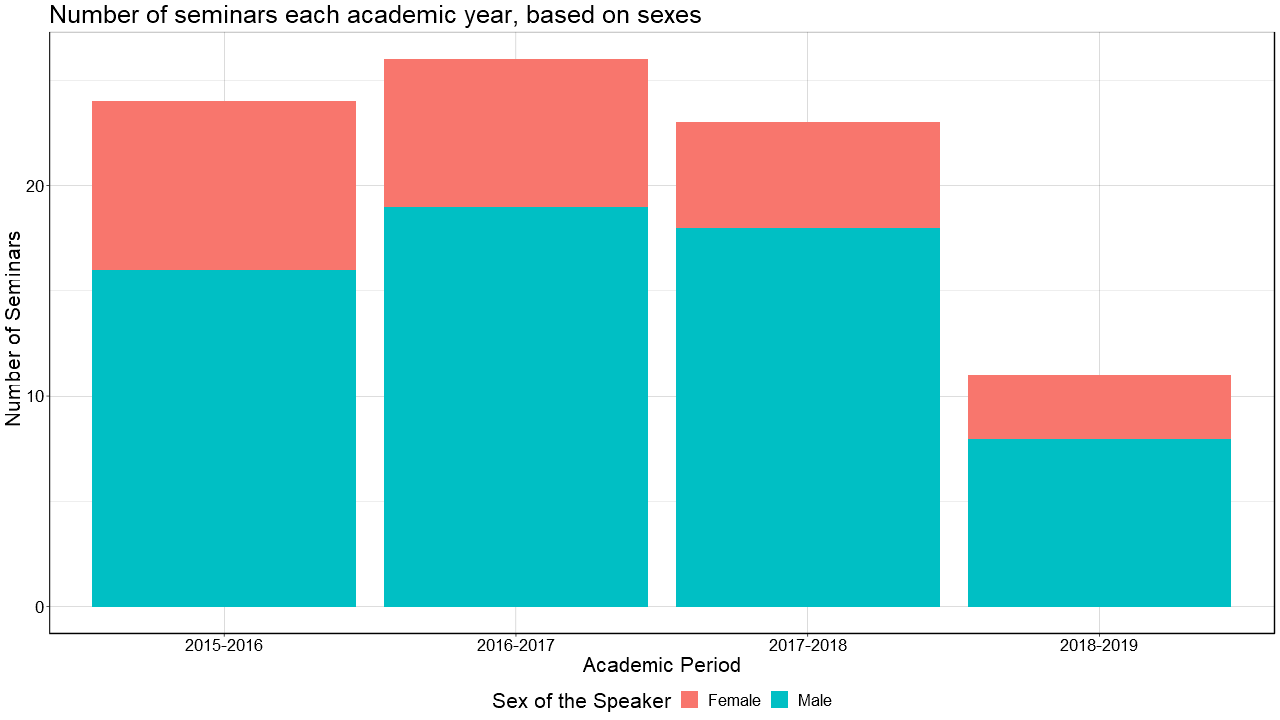 Number of seminars each academic year, based on sexes
Number of Seminars
20
10
0
2015-2016 2016-2017 2017-2018 2018-2019
Academic Period
Sex of the Speaker Female Male